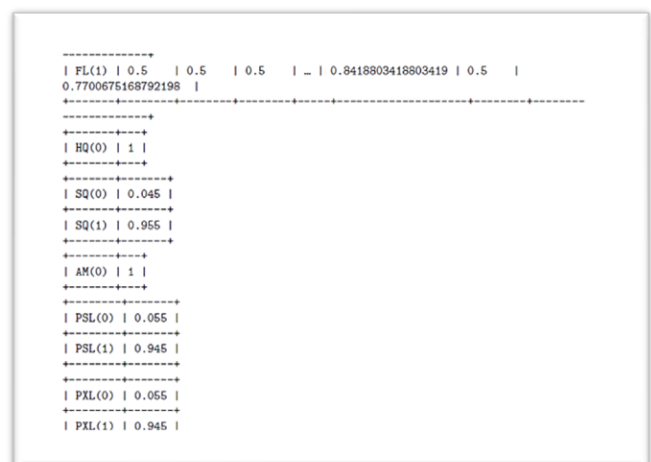 -------------+
| FL(1) | 0.5    | 0.5    | 0.5    | … | 0.8418803418803419 | 0.5    |
0.7700675168792198  |
+-------+--------+--------+--------+---+--------------------+--------+--------
-------------+
+-------+---+
| HQ(0) | 1 |
+-------+---+
+-------+-------+
| SQ(0) | 0.045 |
+-------+-------+
| SQ(1) | 0.955 |
+-------+-------+
+-------+---+
| AM(0) | 1 |
+-------+---+
+--------+-------+
| PSL(0) | 0.055 |
+--------+-------+
| PSL(1) | 0.945 |
+--------+-------+
+--------+-------+
| PXL(0) | 0.055 |
+--------+-------+
| PXL(1) | 0.945 |